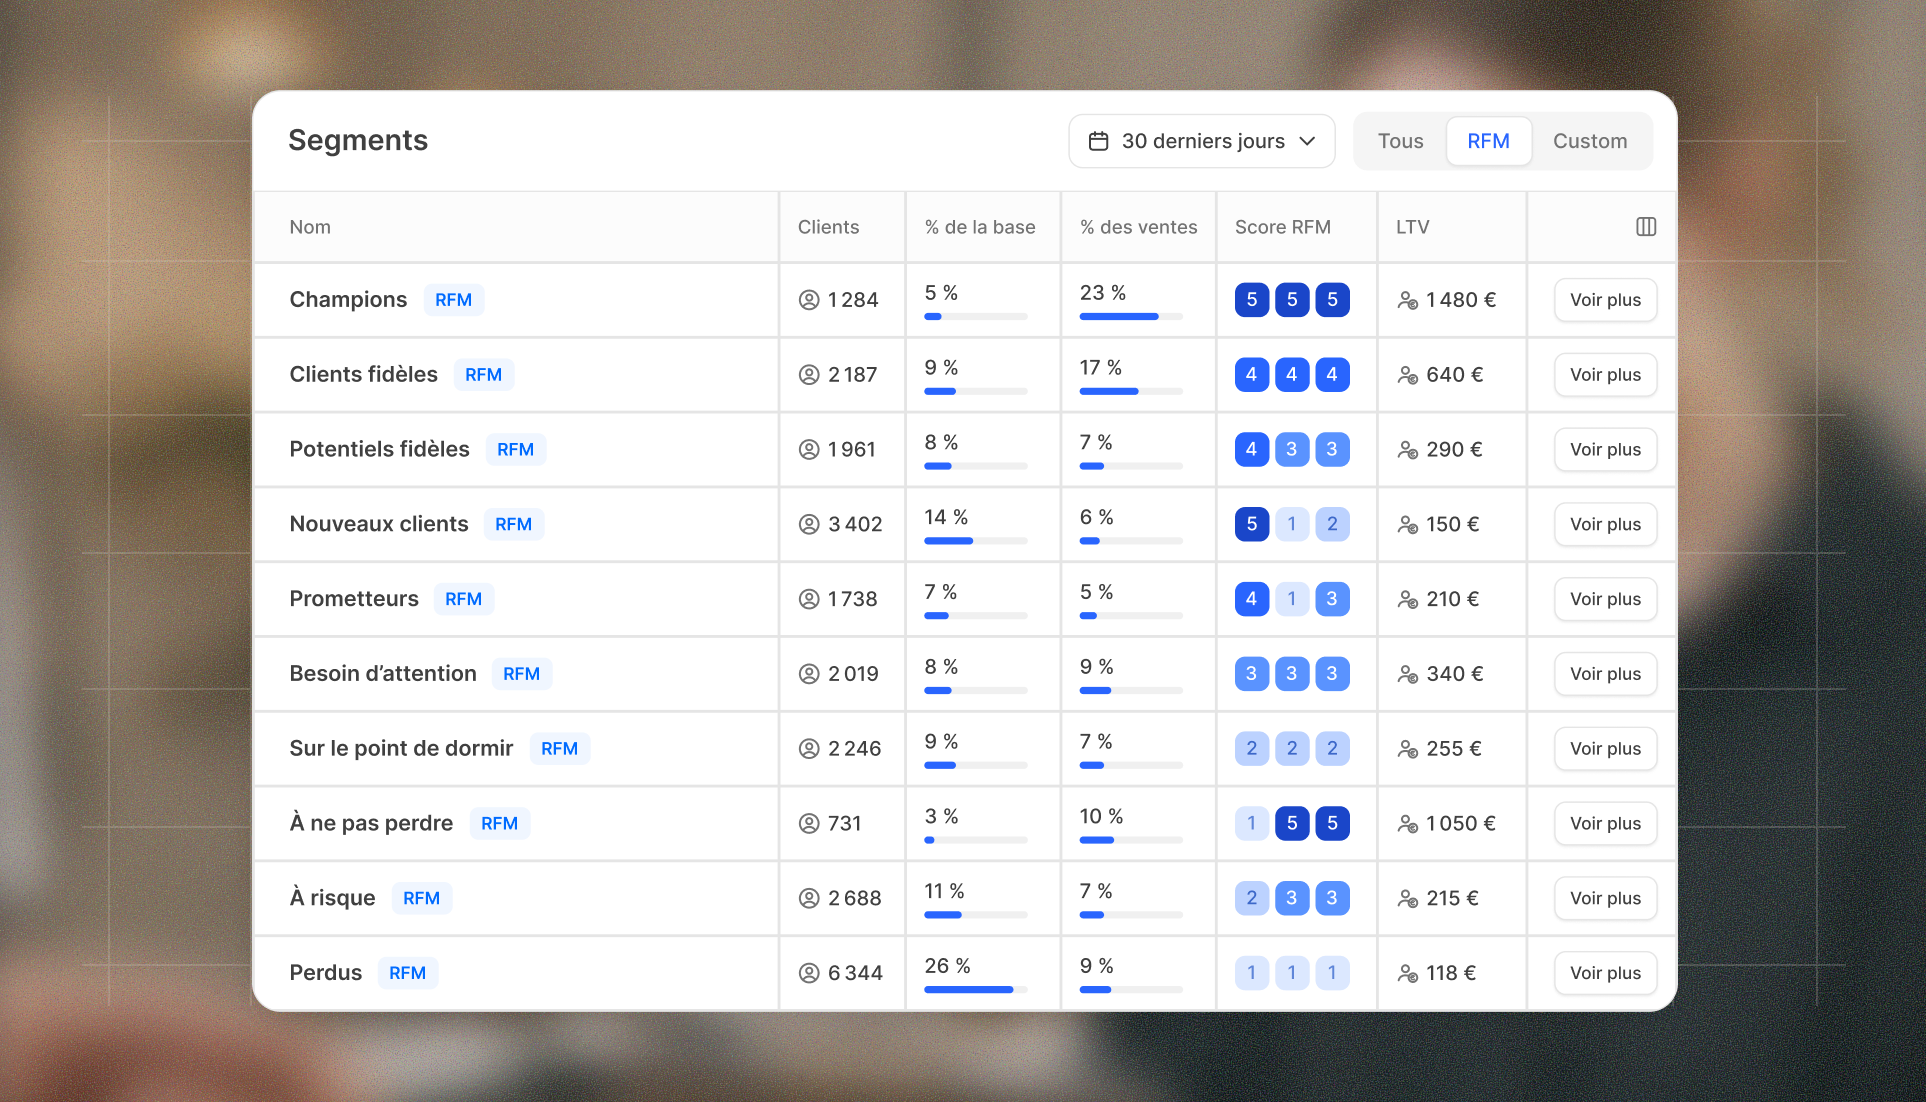 Segments
30 derniers jours
Tous RFM Custom
Nom Clients % de la base % des ventes Score RFM LTV
Champions RFM 1 284 5 % 23 % 5 5 5 1 480 € Voir plus
Clients fidèles RFM 2 187 9 % 17 % 4 4 4 640 € Voir plus
Potentiels fidèles RFM 1 961 8 % 7 % 4 3 3 290 € Voir plus
Nouveaux clients RFM 3 402 14 % 6 % 5 1 2 150 € Voir plus
Prometteurs RFM 1 738 7 % 5 % 4 1 3 210 € Voir plus
Besoin d’attention RFM 2 019 8 % 9 % 3 3 3 340 € Voir plus
Sur le point de dormir RFM 2 246 9 % 7 % 2 2 2 255 € Voir plus
À ne pas perdre RFM 731 3 % 10 % 1 5 5 1 050 € Voir plus
À risque RFM 2 688 11 % 7 % 2 3 3 215 € Voir plus
Perdus RFM 6 344 26 % 9 % 1 1 1 118 € Voir plus